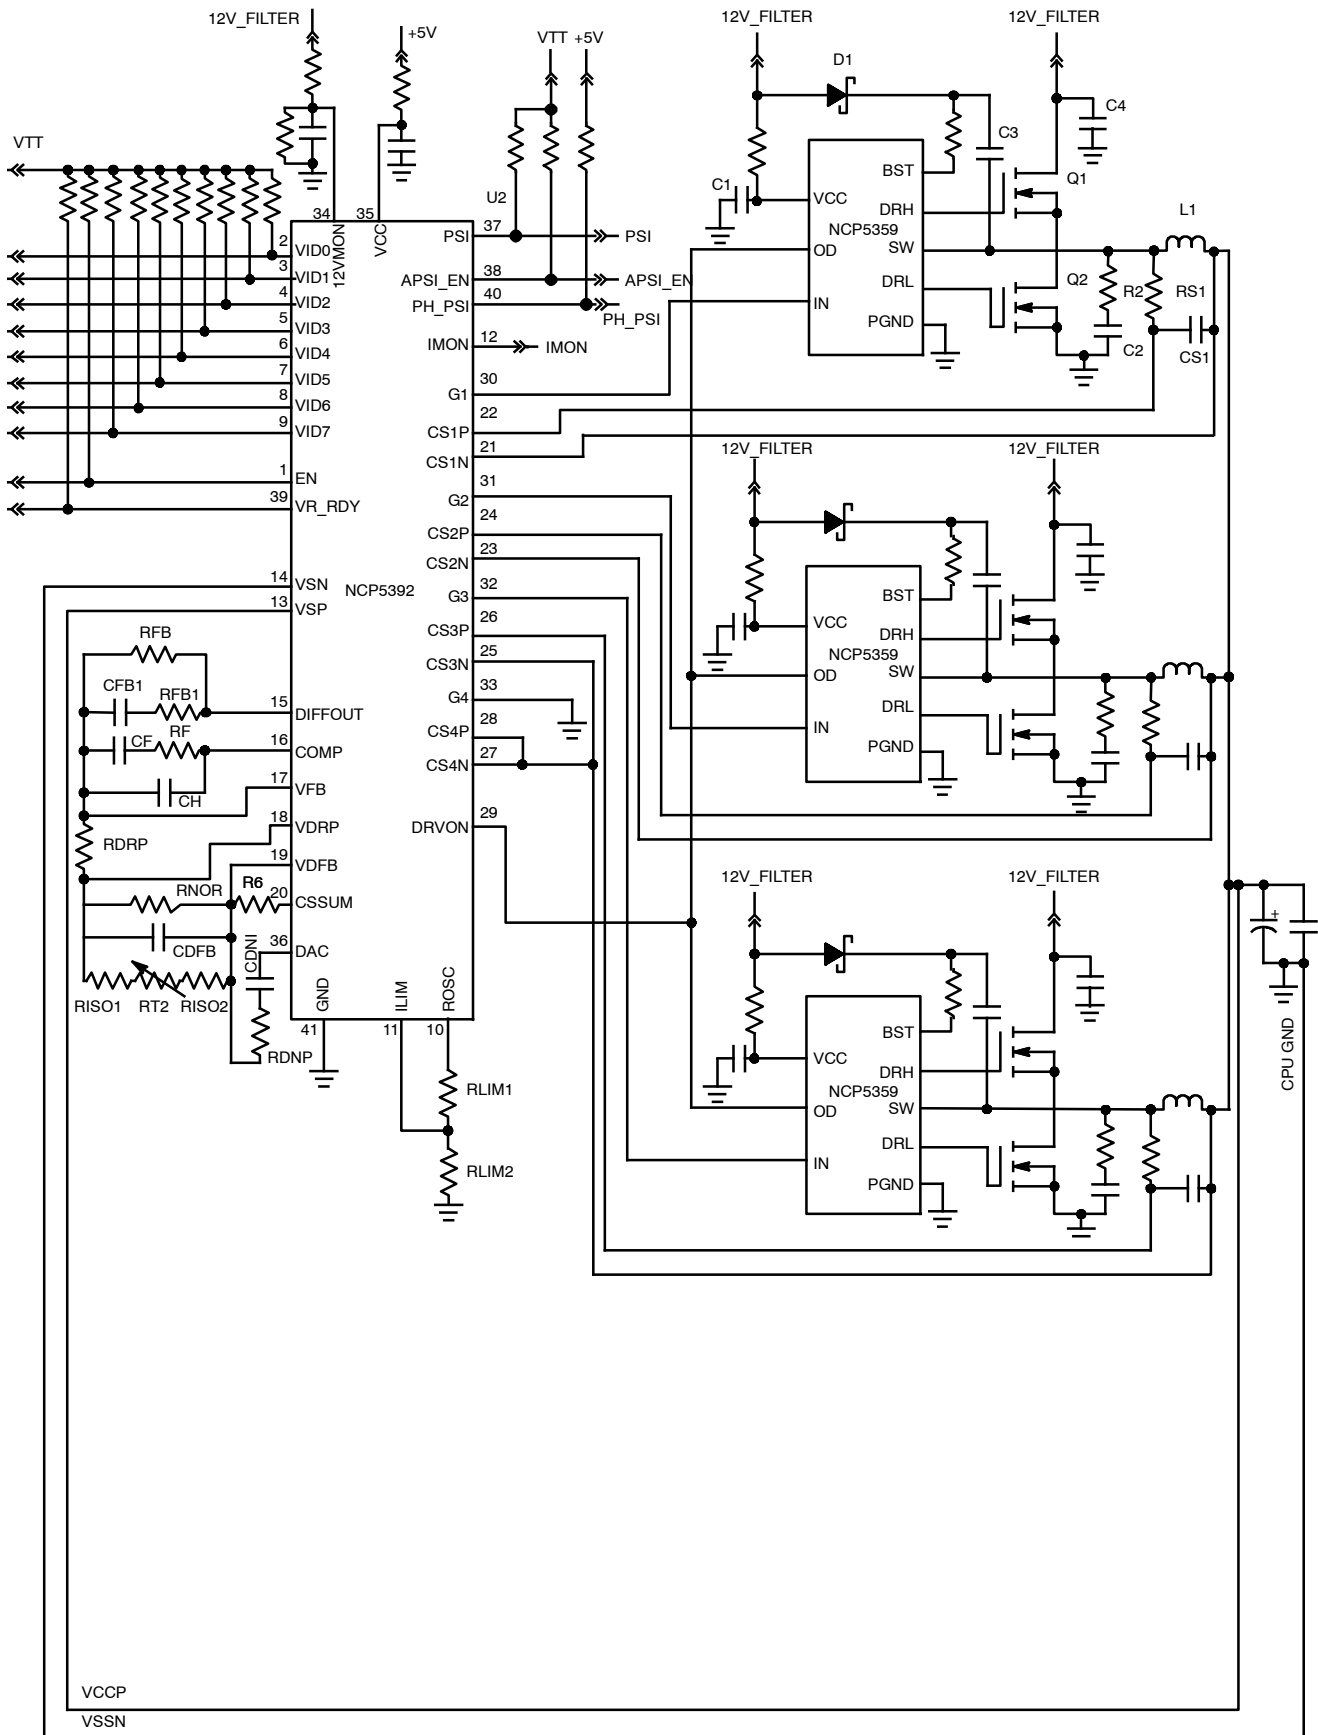 12V_FILTER
+5V
VTT +5V
12V_FILTER
12V_FILTER
D1
C4
C3
VTT
C1
U2
BST
VCC
DRH
NCP5359
OD
SW
DRL
IN
PGND
Q1
L1
Q2
R2
RS1
C2
CS1
34
35
12VMON
VCC
2
VID0
3
VID1
4
VID2
5
VID3
6
VID4
7
VID5
8
VID6
9
VID7
1
EN
39
VR_RDY
14
VSN
13
VSP
NCP5392
PSI
37
PSI
APSI_EN
38
APSI_EN
PH_PSI
40
PH_PSI
IMON
12
IMON
G1
30
CS1P
22
CS1N
21
G2
31
CS2P
24
CS2N
23
G3
32
CS3P
26
CS3N
25
G4
33
CS4P
28
CS4N
27
DRVON
29
12V_FILTER
12V_FILTER
BST
VCC
DRH
NCP5359
OD
SW
DRL
IN
PGND
RFB
CFB1
RFB1
15
DIFFOUT
CF
RF
16
COMP
CH
17
VFB
RDRP
18
VDRP
19
VDFB
RNOR
R6
20
CSSUM
CDFB
CDNI
36
DAC
RISO1
RT2
RISO2
RDNP
GND
41
ILIM
11
ROSC
10
RLIM1
RLIM2
12V_FILTER
12V_FILTER
BST
VCC
DRH
NCP5359
OD
SW
DRL
IN
PGND
+
CPU GND
VCCP
VSSN